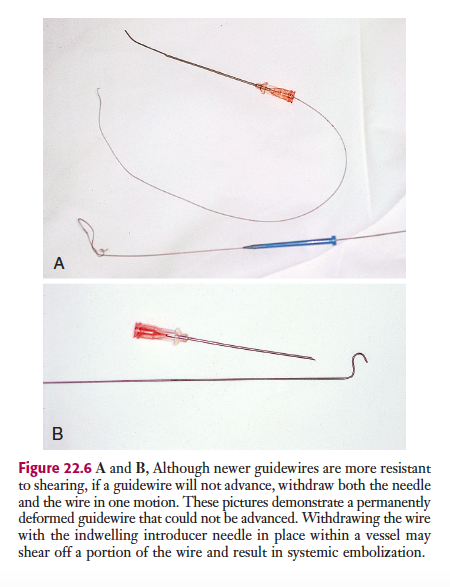 A
B
Figure 22.6 A and B, Although newer guidewires are more resistant
to shearing, if a guidewire will not advance, withdraw both the needle
and the wire in one motion. These pictures demonstrate a permanently
deformed guidewire that could not be advanced. Withdrawing the wire
with the indwelling introducer needle in place within a vessel may
shear off a portion of the wire and result in systemic embolization.